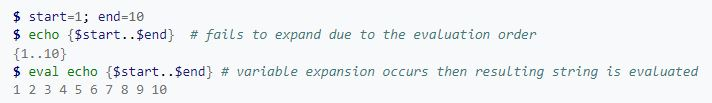 $ start=1; end=10
$ echo {$start..$end}  # fails to expand due to the evaluation order
{1..10}
$ eval echo {$start..$end} # variable expansion occurs then resulting string is evaluated
1 2 3 4 5 6 7 8 9 10